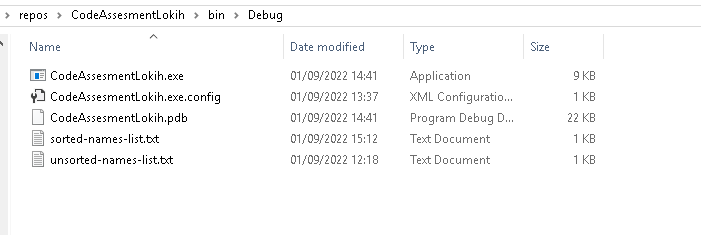 > repos > CodeAssesmentLokih > bin > Debug
Name Date modified Type Size
CodeAssesmentLokih.exe 01/09/2022 14:41 Application 9 KB
CodeAssesmentLokih.exe.config 01/09/2022 13:37 XML Configuratio... 1 KB
CodeAssesmentLokih.pdb 01/09/2022 14:41 Program Debug D... 22 KB
sorted-names-list.txt 01/09/2022 15:12 Text Document 1 KB
unsorted-names-list.txt 01/09/2022 12:18 Text Document 1 KB